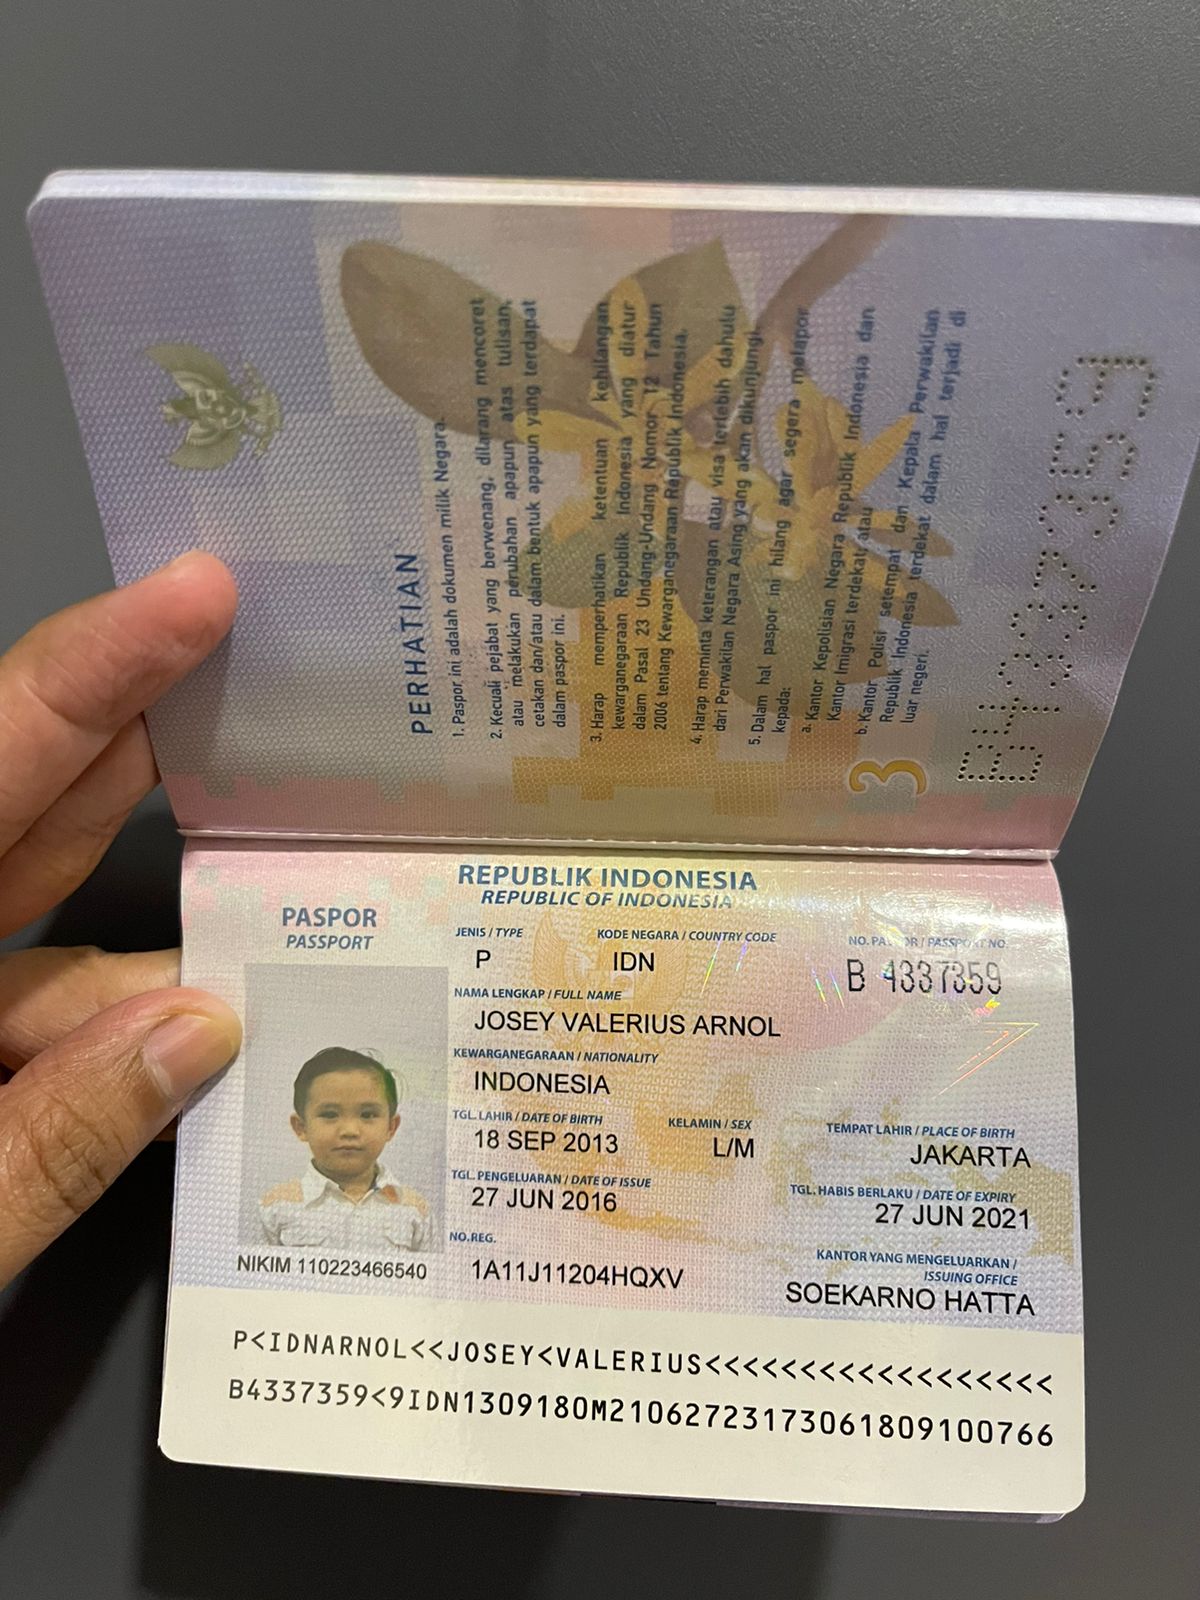 PERHATIAN
1. Paspor ini adalah dokumen milik Negara.
2. Kecuali pejabat yang berwenang, dilarang mencoret
atau melakukan perubahan apapun atas tulisan,
cetakan dan/atau dalam bentuk apapun yang terdapat
dalam paspor ini.
3. Harap memperhatikan ketentuan kehilangan
kewarganegaraan Republik Indonesia yang diatur
dalam Pasal 23 Undang-Undang Nomor 12 Tahun
2006 tentang Kewarganegaraan Republik Indonesia.
4. Harap meminta keterangan atau visa terlebih dahulu
dari Perwakilan Negara Asing yang akan dikunjungi.
5. Dalam hal paspor ini hilang agar segera melapor
kepada:
a. Kantor Kepolisian Negara Republik Indonesia dan
Kantor Imigrasi terdekat; atau
b. Kantor Polisi setempat dan Kepala Perwakilan
Republik Indonesia terdekat dalam hal terjadi di
luar negeri.
3
B4337359
REPUBLIK INDONESIA
REPUBLIC OF INDONESIA
PASPOR
PASSPORT
JENIS / TYPE KODE NEGARA / COUNTRY CODE NO. PASPOR / PASSPORT NO.
P IDN B 4337359
NAMA LENGKAP / FULL NAME
JOSEY VALERIUS ARNOL
KEWARGANEGARAAN / NATIONALITY
INDONESIA
TGL. LAHIR / DATE OF BIRTH KELAMIN / SEX TEMPAT LAHIR / PLACE OF BIRTH
18 SEP 2013 L/M JAKARTA
TGL. PENGELUARAN / DATE OF ISSUE TGL. HABIS BERLAKU / DATE OF EXPIRY
27 JUN 2016 27 JUN 2021
NO. REG. KANTOR YANG MENGELUARKAN /
ISSUING OFFICE
1A11J11204HQXV SOEKARNO HATTA
NIKIM 110223466540
P<IDNARNOL<<JOSEY<VALERIUS<<<<<<<<<<<<<<<<<<
B4337359<9IDN1309180M2106272317306180910076​6